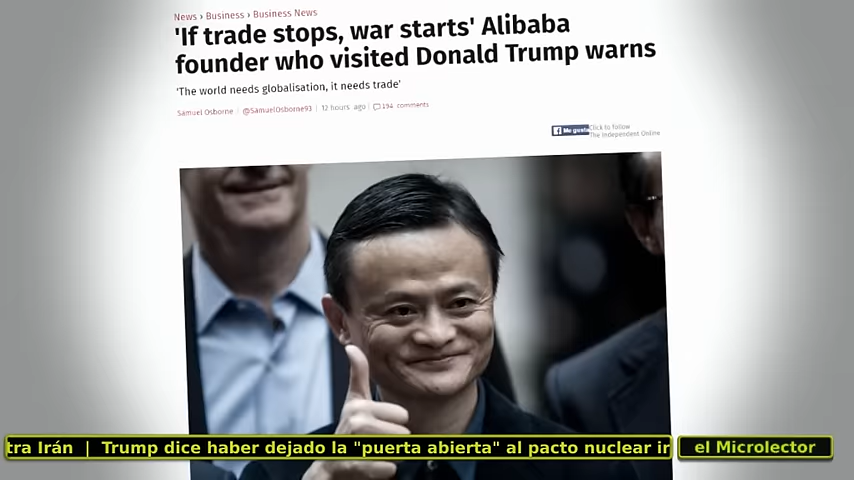 News › Business › Business News
'If trade stops, war starts' Alibaba
founder who visited Donald Trump warns
'The world needs globalisation, it needs trade'
Samuel Osborne | @SamuelOsborne93 | 12 hours ago | 194 comments
f Me gusta Click to follow
The Independent Online
tra Irán | Trump dice haber dejado la "puerta abierta" al pacto nuclear ir
el Microlector